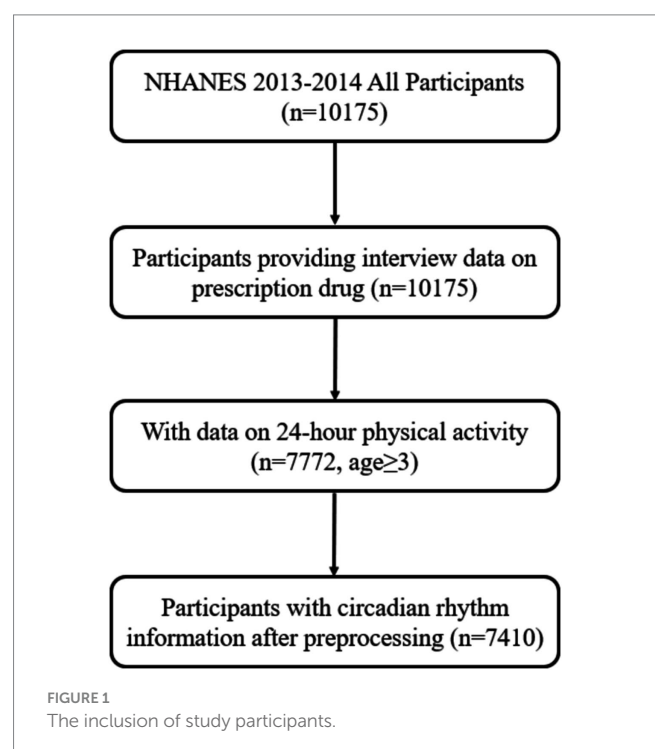 NHANES 2013-2014 All Participants
(n=10175)
Participants providing interview data on
prescription drug (n=10175)
With data on 24-hour physical activity
(n=7772, age≥3)
Participants with circadian rhythm
information after preprocessing (n=7410)
FIGURE 1
The inclusion of study participants.